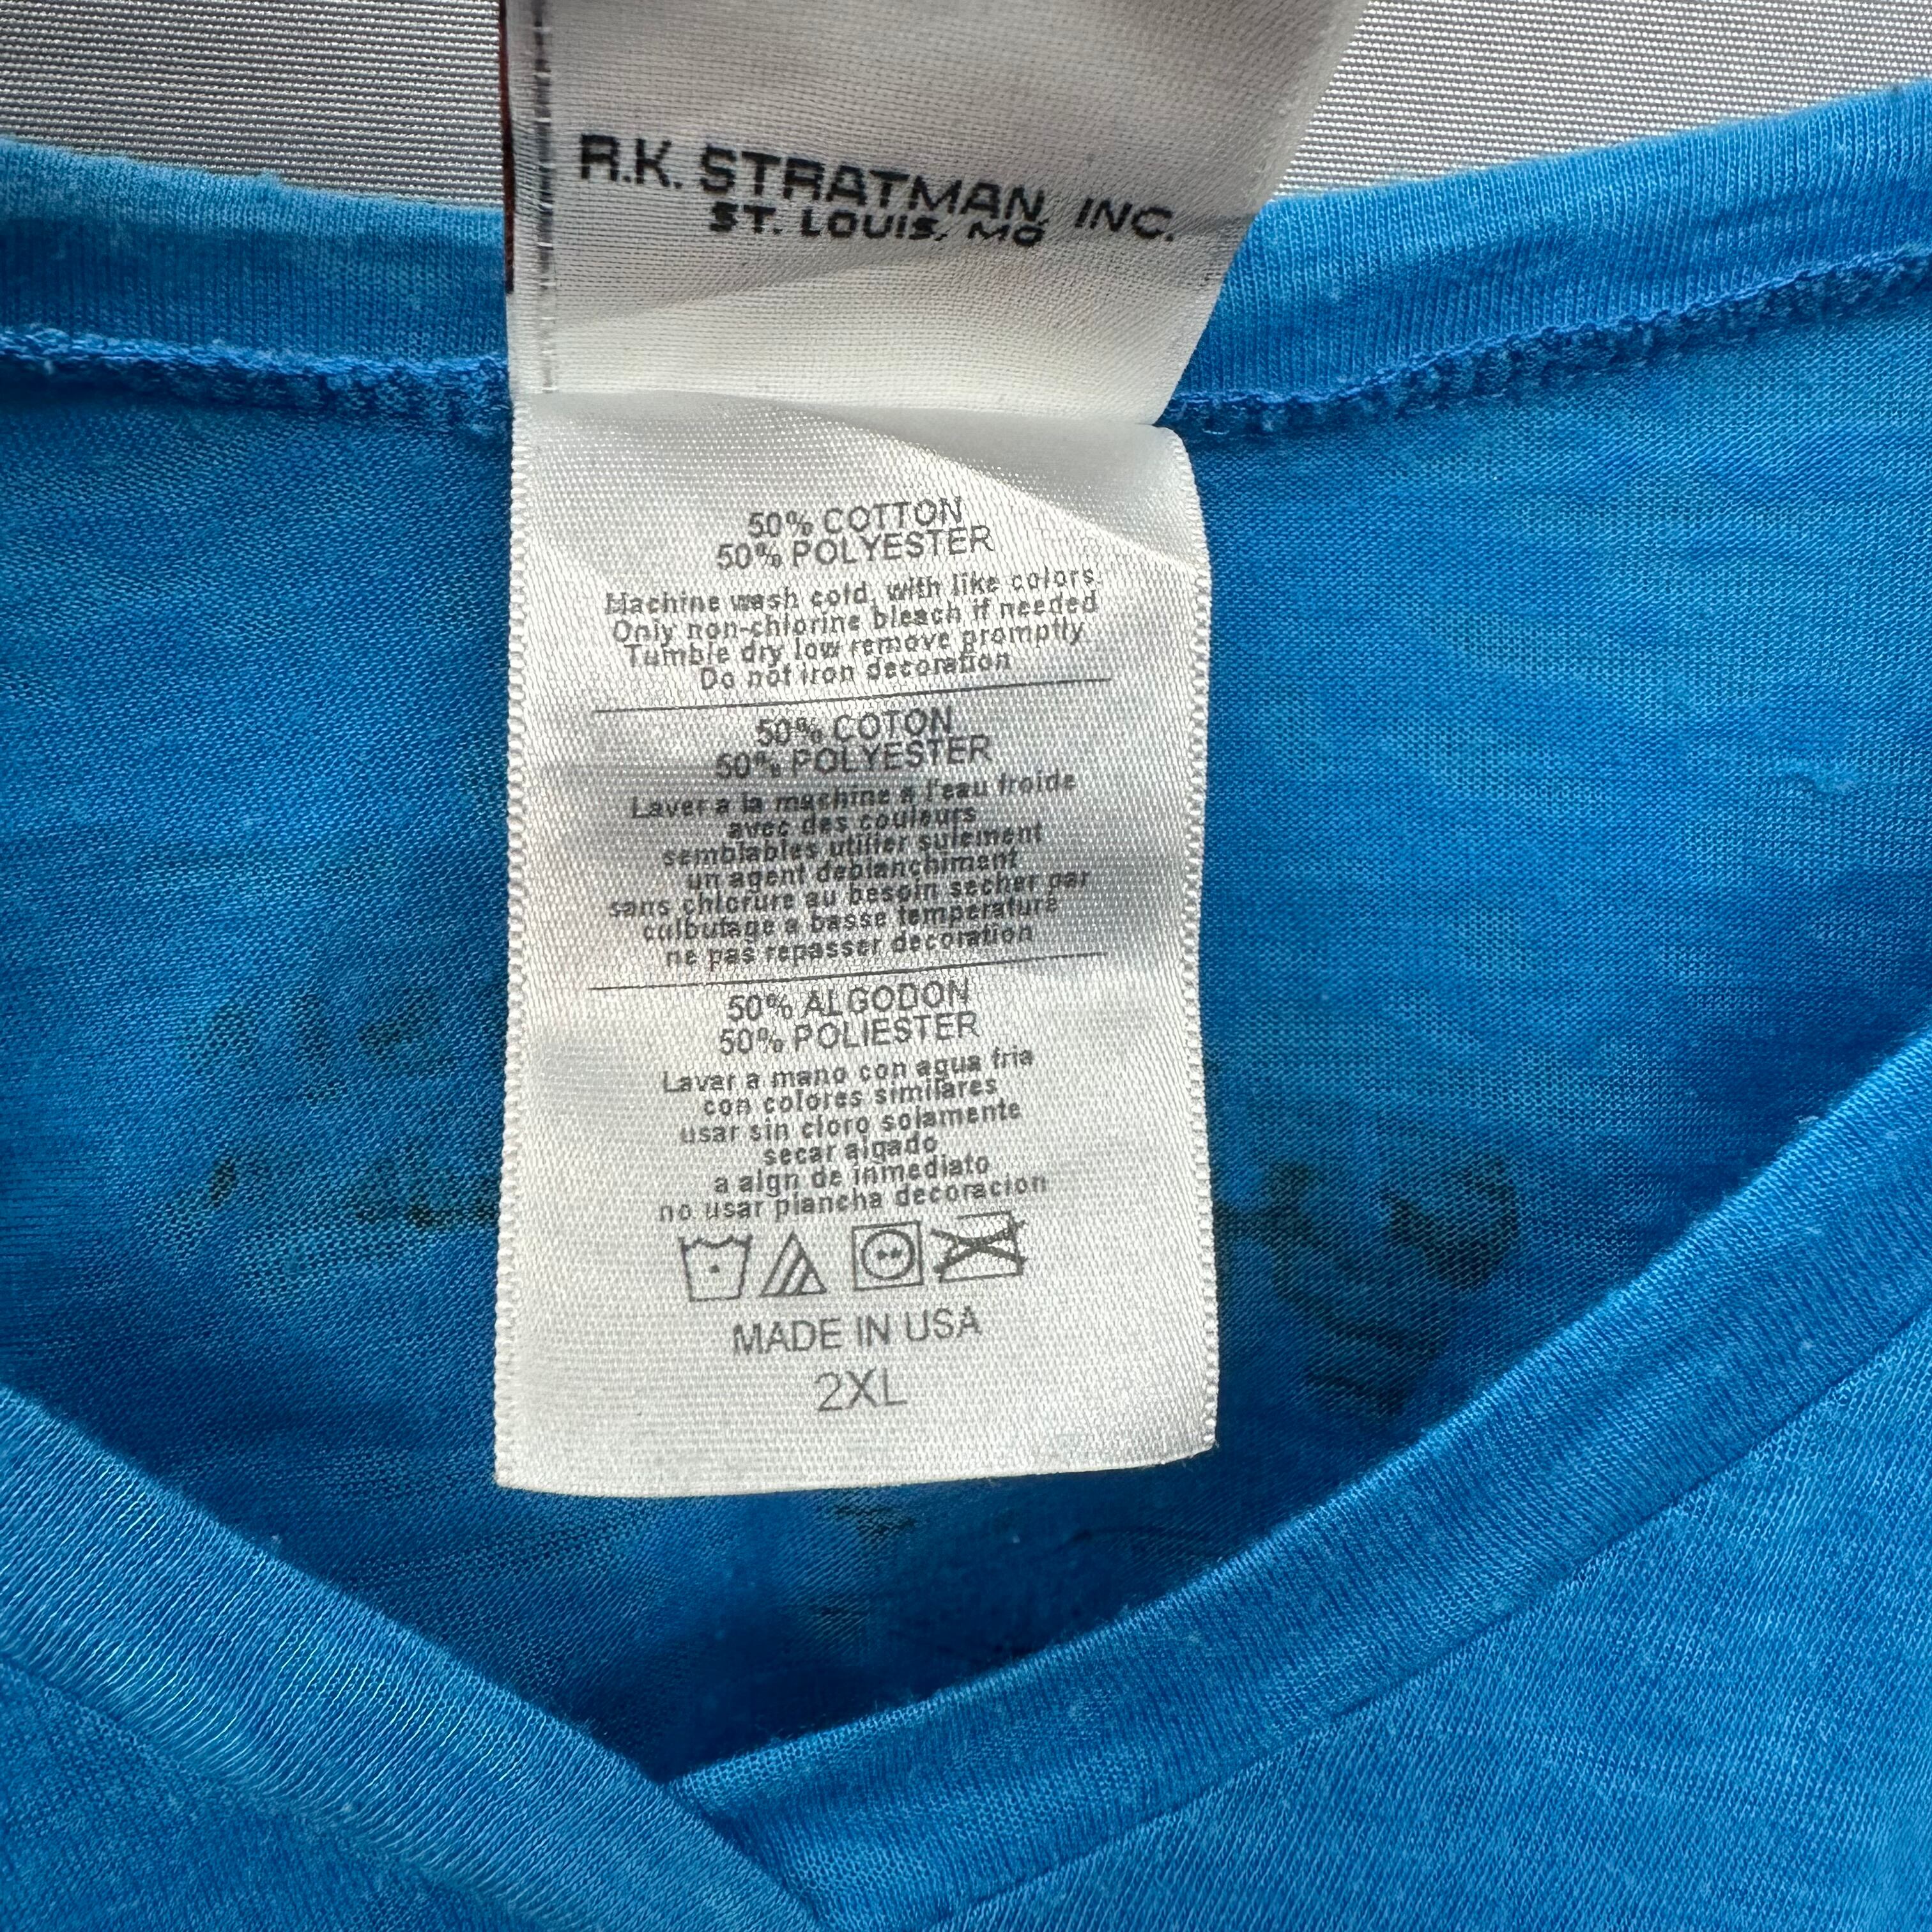 R.K. STRATMAN, INC.
ST. LOUIS, MO
50% COTTON
50% POLYESTER
Machine wash cold, with like colors
Only non-chlorine bleach if needed
Tumble dry low remove promptly
Do not iron decoration
50% COTON
50% POLYESTER
Laver a la machine a l'eau froide
avec des couleurs
semblables utilier sulement
un agent deblanchiment
sans chlorure au besoin secher par
culbutage a basse temperature
ne pas repasser decoration
50% ALGODON
50% POLIESTER
Lavar a mano con agua fria
con colores similares
usar sin cloro solamente
secar algado
a algn de inmediato
no usar plancha decoracion
MADE IN USA
2XL